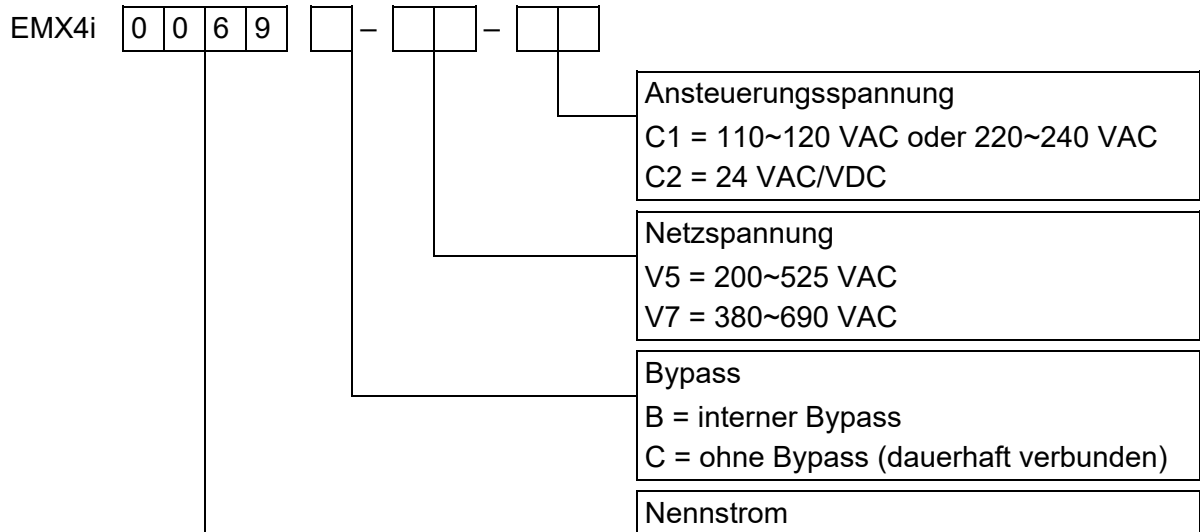 EMX4i 0 0 6 9 – –
Ansteuerungsspannung
C1 = 110~120 VAC oder 220~240 VAC
C2 = 24 VAC/VDC
Netzspannung
V5 = 200~525 VAC
V7 = 380~690 VAC
Bypass
B = interner Bypass
C = ohne Bypass (dauerhaft verbunden)
Nennstrom